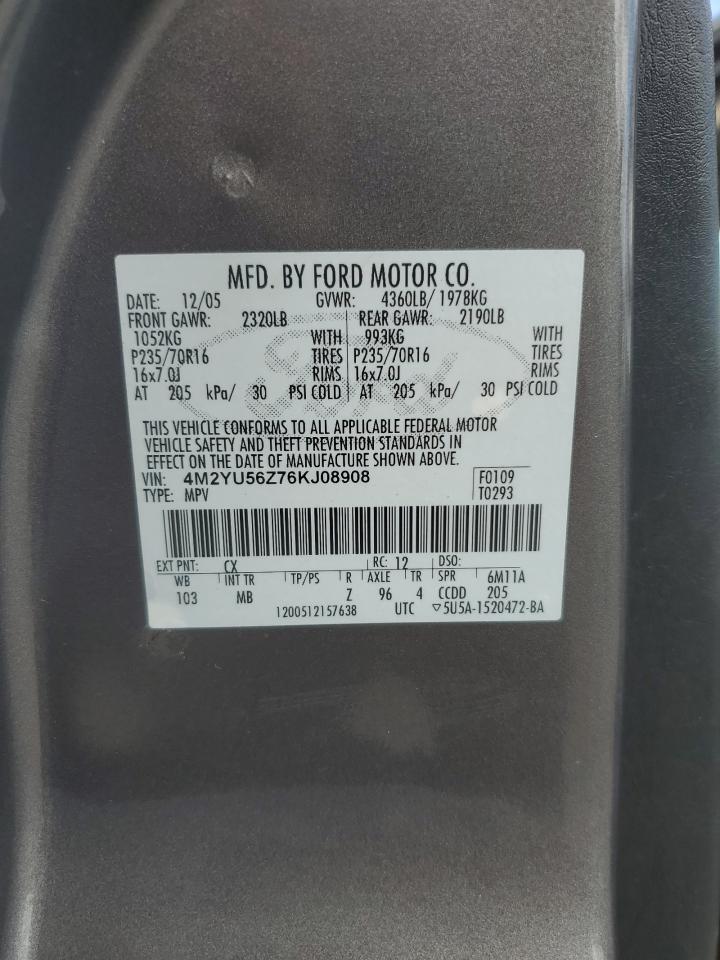 MFD. BY FORD MOTOR CO.
DATE: 12/05 GVWR: 4360LB/ 1978KG
FRONT GAWR: 2320LB REAR GAWR: 2190LB
1052KG WITH 993KG WITH
P235/70R16 TIRES P235/70R16 TIRES
16x7.0J RIMS 16x7.0J RIMS
AT 205 kPa/ 30 PSI COLD AT 205 kPa/ 30 PSI COLD
THIS VEHICLE CONFORMS TO ALL APPLICABLE FEDERAL MOTOR
VEHICLE SAFETY AND THEFT PREVENTION STANDARDS IN
EFFECT ON THE DATE OF MANUFACTURE SHOWN ABOVE.
VIN: 4M2YU56Z76KJ08908 F0109
TYPE: MPV T0293
EXT PNT: CX RC: 12 DSO:
WB INT TR TP/PS R AXLE TR SPR 6M11A
103 MB Z 96 4 CCDD 205
1200512157638 UTC ▽5U5A-1520472-BA
Ford